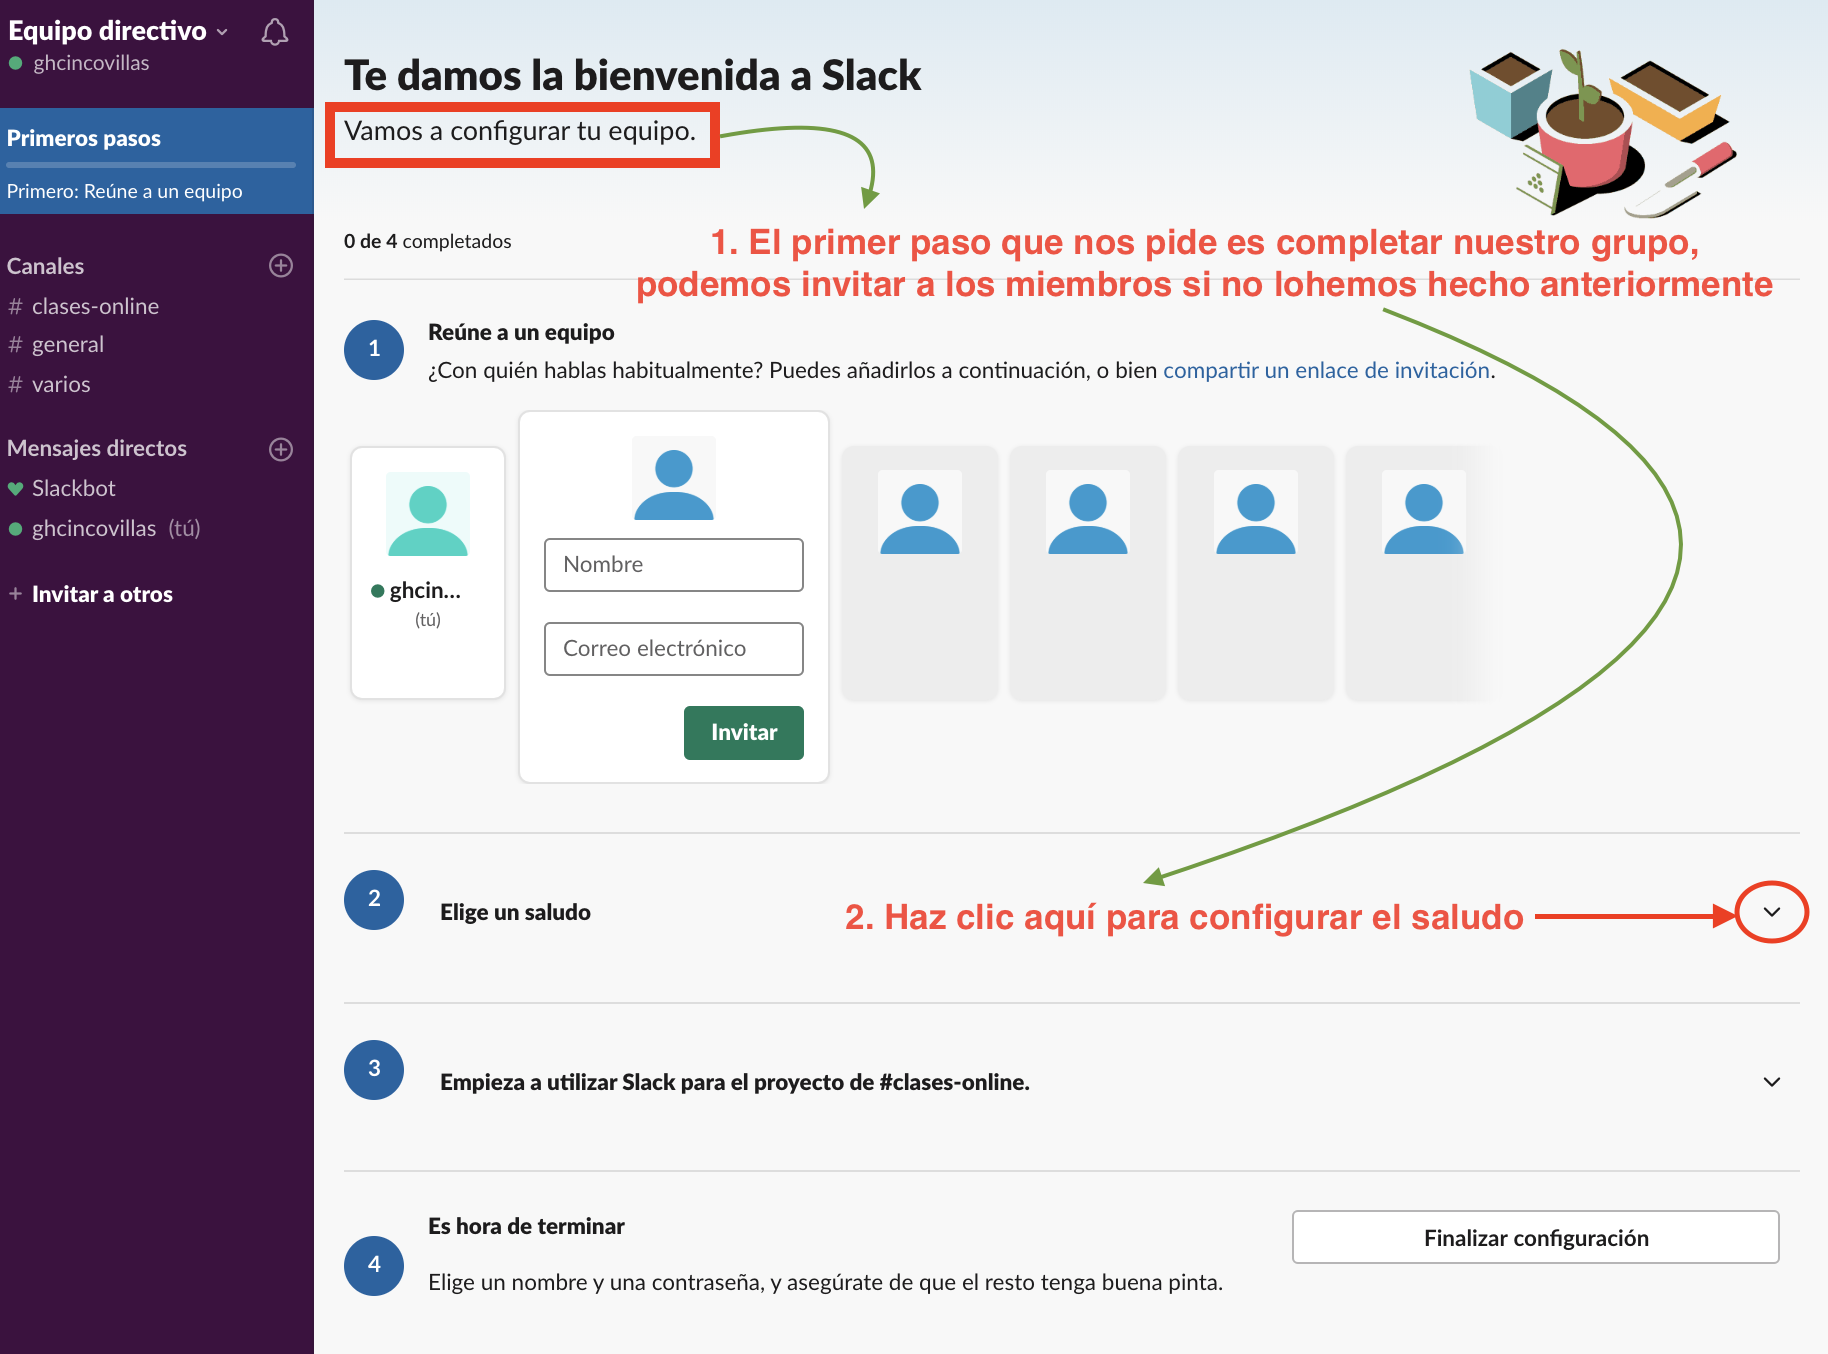 Equipo directivo
ghcincovillas
Primeros pasos
Primero: Reúne a un equipo
Canales
# clases-online
# general
# varios
Mensajes directos
Slackbot
ghcincovillas (tú)
+ Invitar a otros
Te damos la bienvenida a Slack
Vamos a configurar tu equipo.
0 de 4 completados
1. El primer paso que nos pide es completar nuestro grupo,
podemos invitar a los miembros si no lohemos hecho anteriormente
1
Reúne a un equipo
¿Con quién hablas habitualmente? Puedes añadirlos a continuación, o bien compartir un enlace de invitación.
ghcin...
(tú)
Nombre
Correo electrónico
Invitar
2
Elige un saludo
2. Haz clic aquí para configurar el saludo
3
Empieza a utilizar Slack para el proyecto de #clases-online.
4
Es hora de terminar
Elige un nombre y una contraseña, y asegúrate de que el resto tenga buena pinta.
Finalizar configuración